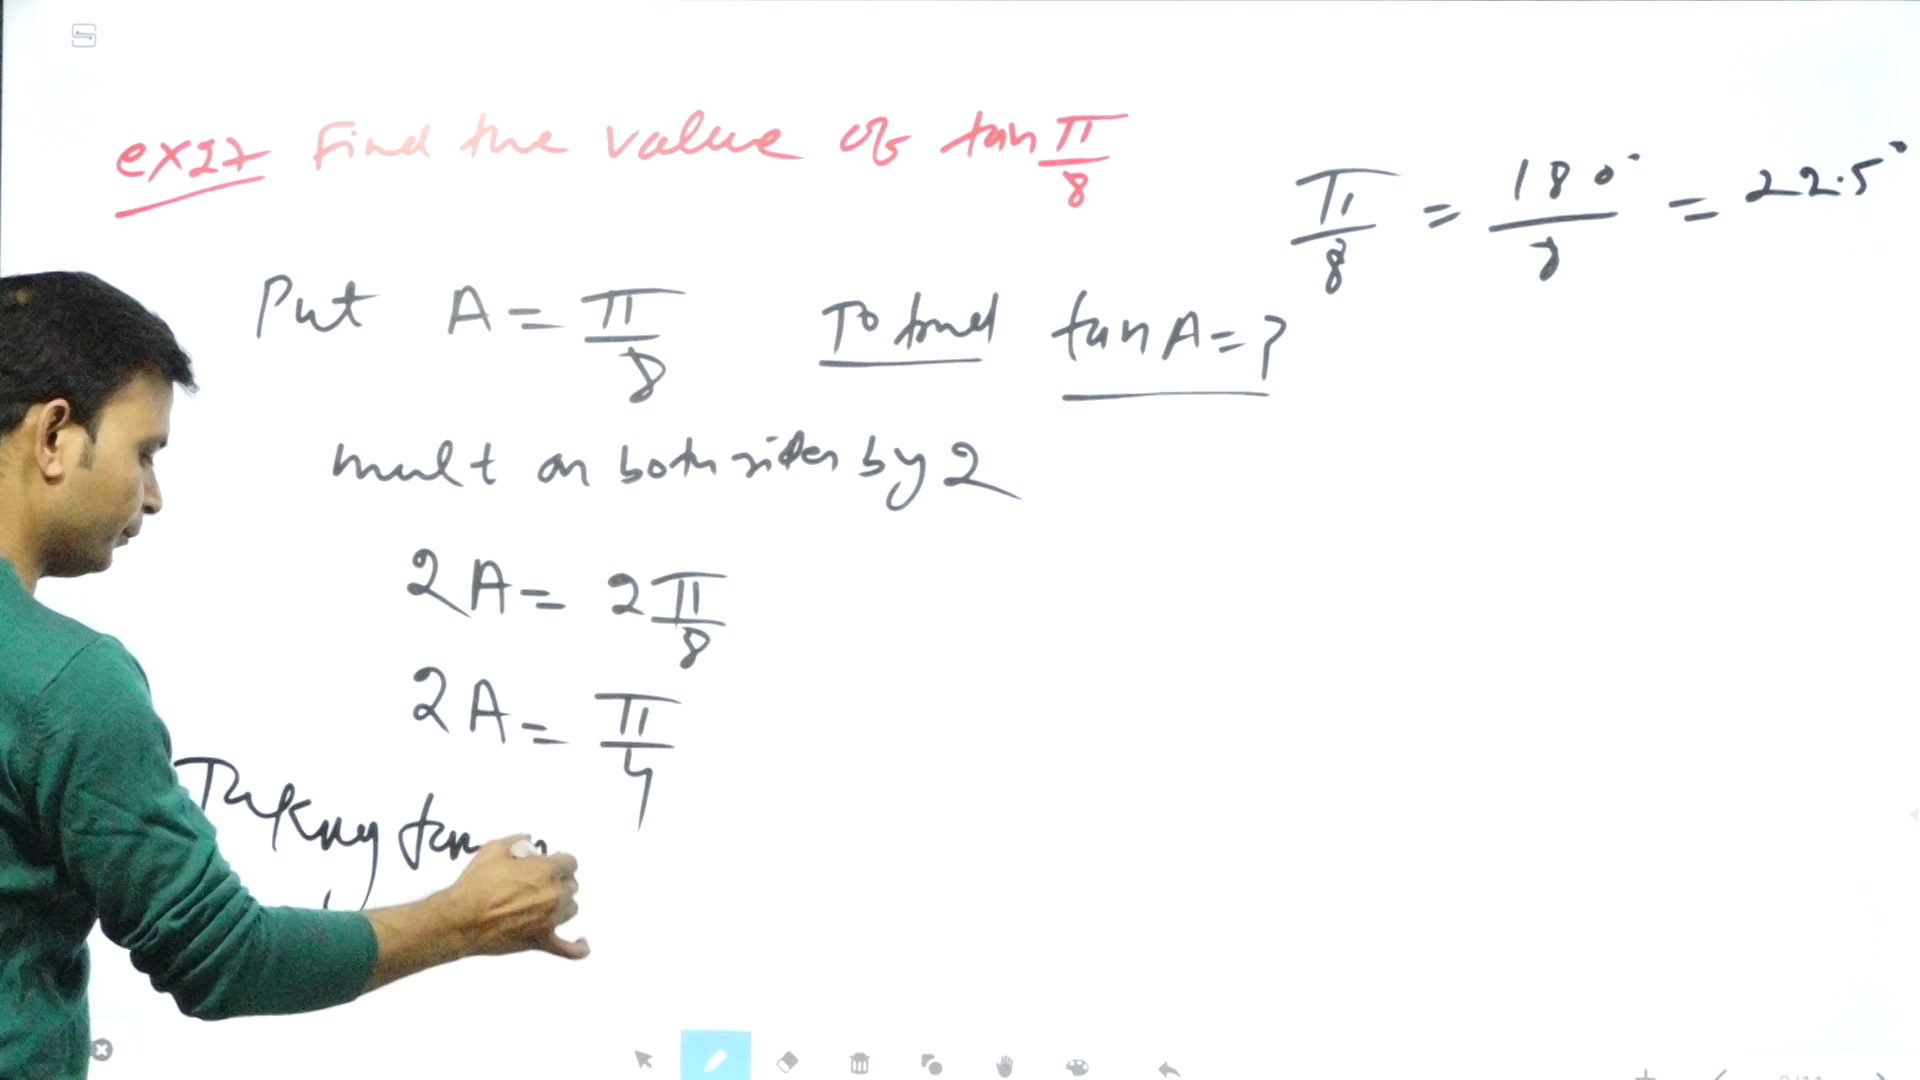 ex27 Find the value of tan π/8
π/8 = 180°/8 = 22.5°
Put A = π/8 To find tan A = ?
mult on both sides by 2
2A = 2π/8
2A = π/4
Taking tan